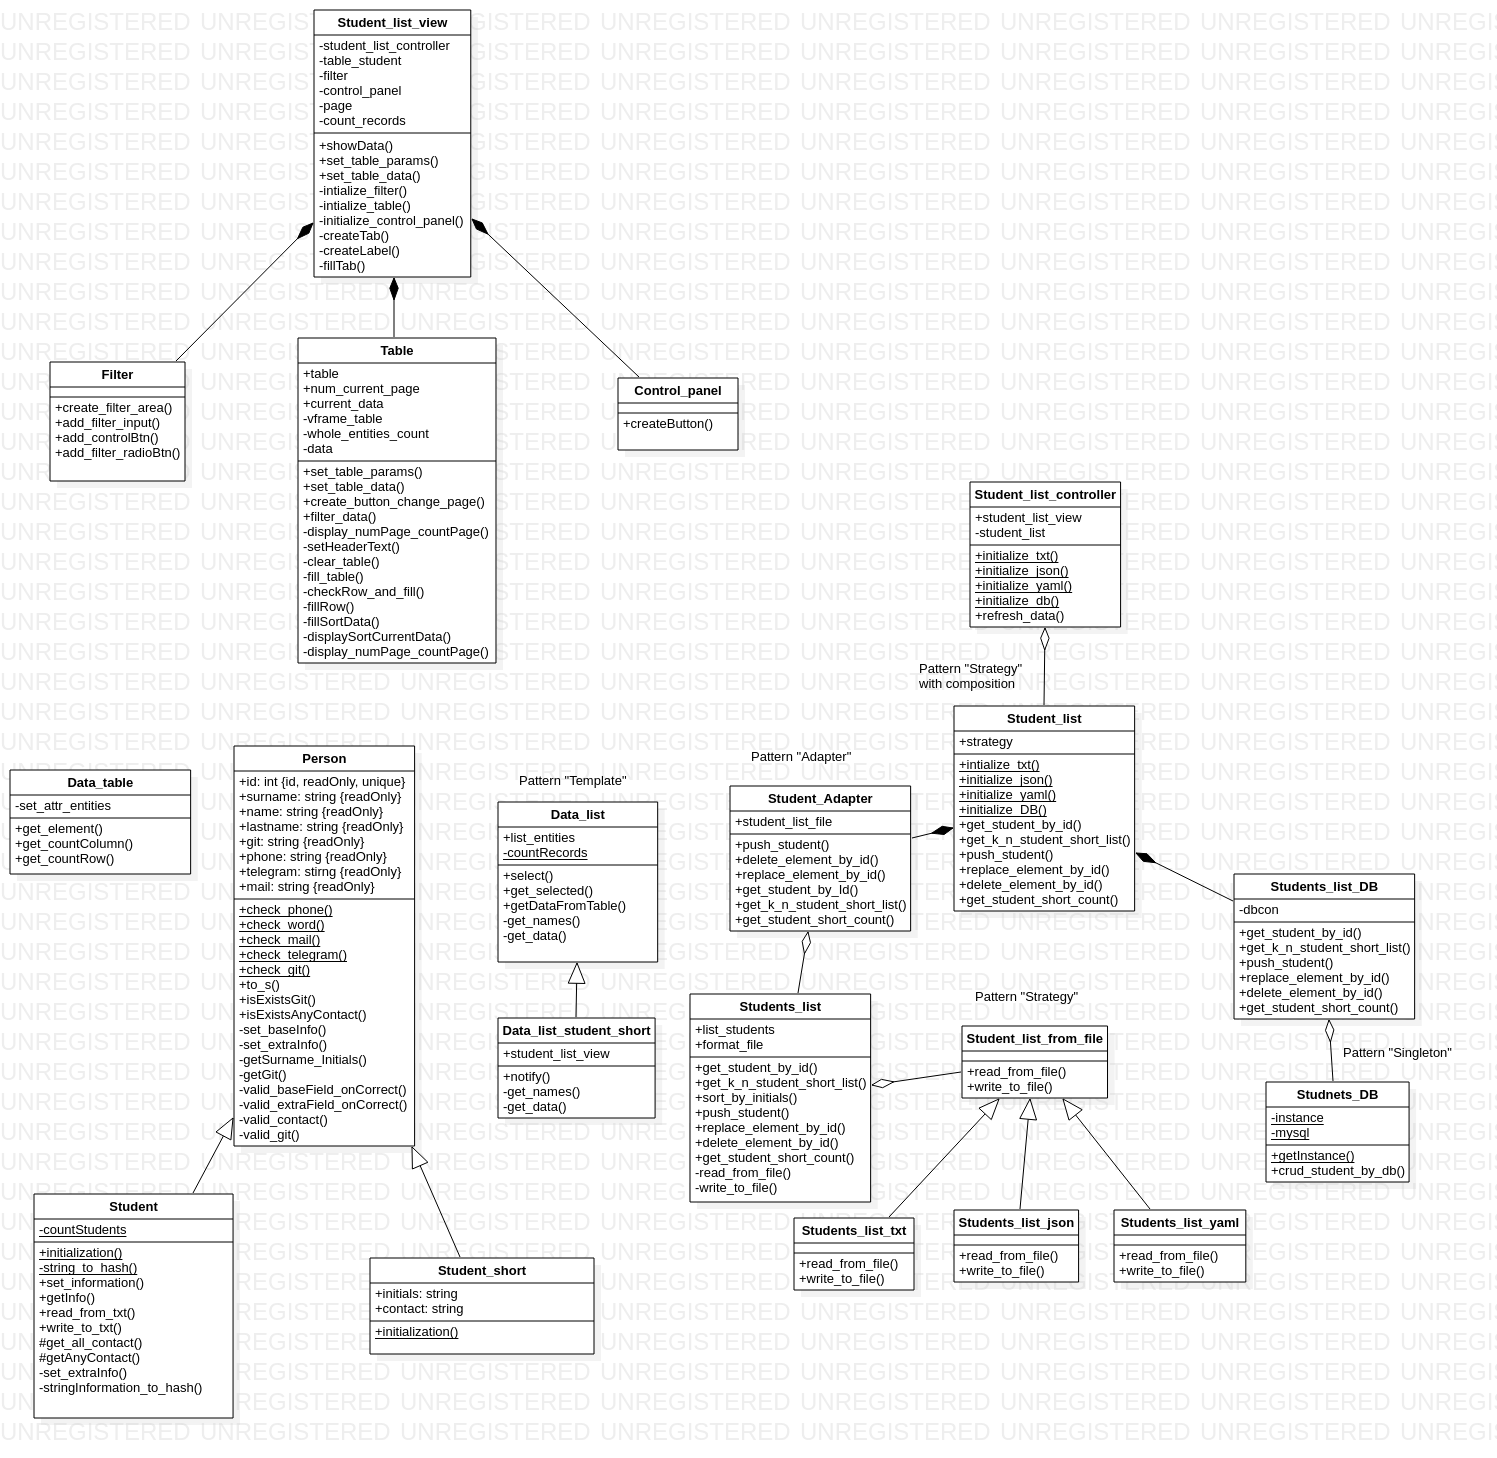 Student_list_view
-student_list_controller
-table_student
-filter
-control_panel
-page
-count_records
+showData()
+set_table_params()
+set_table_data()
-intialize_filter()
-intialize_table()
-initialize_control_panel()
-createTab()
-createLabel()
-fillTab()
Filter
+create_filter_area()
+add_filter_input()
+add_controlBtn()
+add_filter_radioBtn()
Table
+table
+num_current_page
+current_data
-vframe_table
-whole_entities_count
-data
+set_table_params()
+set_table_data()
+create_button_change_page()
+filter_data()
-display_numPage_countPage()
-setHeaderText()
-clear_table()
-fill_table()
-checkRow_and_fill()
-fillRow()
-fillSortData()
-displaySortCurrentData()
-display_numPage_countPage()
Control_panel
+createButton()
Student_list_controller
+student_list_view
-student_list
+initialize_txt()
+initialize_json()
+initialize_yaml()
+initialize_db()
+refresh_data()
Pattern "Strategy"
with composition
Student_list
+strategy
+intialize_txt()
+initialize_json()
+initialize_yaml()
+initialize_DB()
+get_student_by_id()
+get_k_n_student_short_list()
+push_student()
+replace_element_by_id()
+delete_element_by_id()
+get_student_short_count()
Data_table
-set_attr_entities
+get_element()
+get_countColumn()
+get_countRow()
Person
+id: int {id, readOnly, unique}
+surname: string {readOnly}
+name: string {readOnly}
+lastname: string {readOnly}
+git: string {readOnly}
+phone: string {readOnly}
+telegram: stirng {readOnly}
+mail: string {readOnly}
+check_phone()
+check_word()
+check_mail()
+check_telegram()
+check_git()
+to_s()
+isExistsGit()
+isExistsAnyContact()
-set_baseInfo()
-set_extraInfo()
-getSurname_Initials()
-getGit()
-valid_baseField_onCorrect()
-valid_extraField_onCorrect()
-valid_contact()
-valid_git()
Pattern "Template"
Data_list
+list_entities
-countRecords
+select()
+get_selected()
+getDataFromTable()
-get_names()
-get_data()
Data_list_student_short
+student_list_view
+notify()
-get_names()
-get_data()
Pattern "Adapter"
Student_Adapter
+student_list_file
+push_student()
+delete_element_by_id()
+replace_element_by_id()
+get_student_by_Id()
+get_k_n_student_short_list()
+get_student_short_count()
Students_list
+list_students
+format_file
+get_student_by_id()
+get_k_n_student_short_list()
+sort_by_initials()
+push_student()
+replace_element_by_id()
+delete_element_by_id()
+get_student_short_count()
-read_from_file()
-write_to_file()
Pattern "Strategy"
Student_list_from_file
+read_from_file()
+write_to_file()
Students_list_DB
-dbcon
+get_student_by_id()
+get_k_n_student_short_list()
+push_student()
+replace_element_by_id()
+delete_element_by_id()
+get_student_short_count()
Pattern "Singleton"
Studnets_DB
-instance
-mysql
+getInstance()
+crud_student_by_db()
Student
-countStudents
+initialization()
-string_to_hash()
+set_information()
+getInfo()
+read_from_txt()
+write_to_txt()
#get_all_contact()
#getAnyContact()
-set_extraInfo()
-stringInformation_to_hash()
Student_short
+initials: string
+contact: string
+initialization()
Students_list_txt
+read_from_file()
+write_to_file()
Students_list_json
+read_from_file()
+write_to_file()
Students_list_yaml
+read_from_file()
+write_to_file()